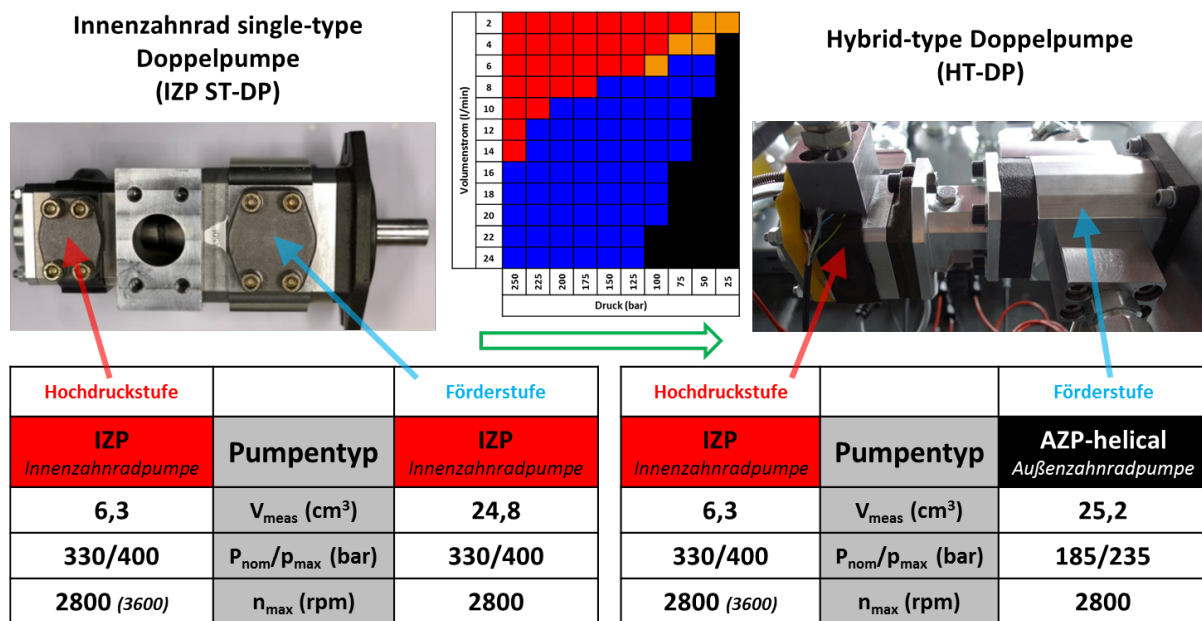 Innenzahnrad single-type
Doppelpumpe
(IZP ST-DP)
Volumenstrom (l/min)
2
4
6
8
10
12
14
16
18
20
22
24
250
225
200
175
150
125
100
75
50
25
Druck (bar)
Hybrid-type Doppelpumpe
(HT-DP)
Hochdruckstufe Förderstufe
IZP Pumpentyp IZP
Innenzahnradpumpe Innenzahnradpumpe
6,3 Vmeas (cm³) 24,8
330/400 Pnom/pmax (bar) 330/400
2800 (3600) nmax (rpm) 2800
Hochdruckstufe Förderstufe
IZP Pumpentyp AZP-helical
Innenzahnradpumpe Außenzahnradpumpe
6,3 Vmeas (cm³) 25,2
330/400 Pnom/pmax (bar) 185/235
2800 (3600) nmax (rpm) 2800